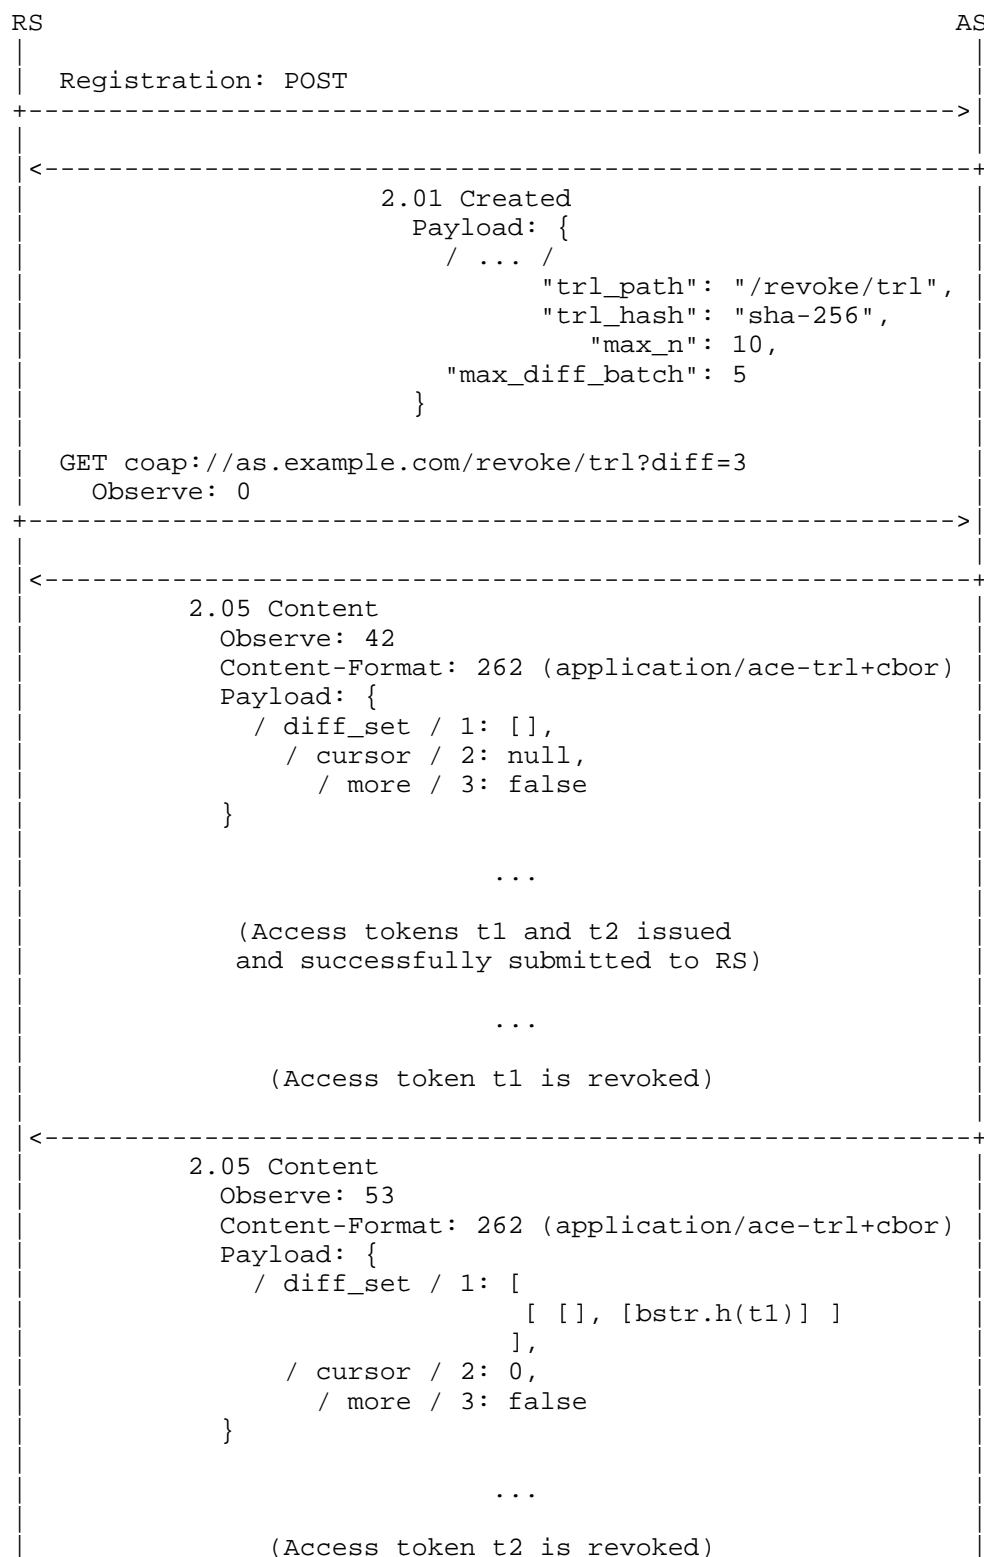 RS                                                         AS
|                                                           |
|  Registration: POST                                       |
+---------------------------------------------------------->|
|                                                           |
|<----------------------------------------------------------+
|                      2.01 Created                         |
|                        Payload: {                         |
|                          / ... /                          |
|                                "trl_path": "/revoke/trl", |
|                                "trl_hash": "sha-256",     |
|                                   "max_n": 10,            |
|                          "max_diff_batch": 5              |
|                        }                                  |
|                                                           |
|  GET coap://as.example.com/revoke/trl?diff=3              |
|    Observe: 0                                             |
+---------------------------------------------------------->|
|                                                           |
|<----------------------------------------------------------+
|          2.05 Content                                     |
|            Observe: 42                                    |
|            Content-Format: 262 (application/ace-trl+cbor) |
|            Payload: {                                     |
|              / diff_set / 1: [],                          |
|                / cursor / 2: null,                        |
|                  / more / 3: false                        |
|            }                                              |
|                                                           |
|                             ...                           |
|                                                           |
|             (Access tokens t1 and t2 issued               |
|             and successfully submitted to RS)             |
|                                                           |
|                             ...                           |
|                                                           |
|               (Access token t1 is revoked)                |
|                                                           |
|<----------------------------------------------------------+
|          2.05 Content                                     |
|            Observe: 53                                    |
|            Content-Format: 262 (application/ace-trl+cbor) |
|            Payload: {                                     |
|              / diff_set / 1: [                            |
|                               [ [], [bstr.h(t1)] ]        |
|                              ],                           |
|                / cursor / 2: 0,                           |
|                  / more / 3: false                        |
|            }                                              |
|                                                           |
|                             ...                           |
|                                                           |
|               (Access token t2 is revoked)                |